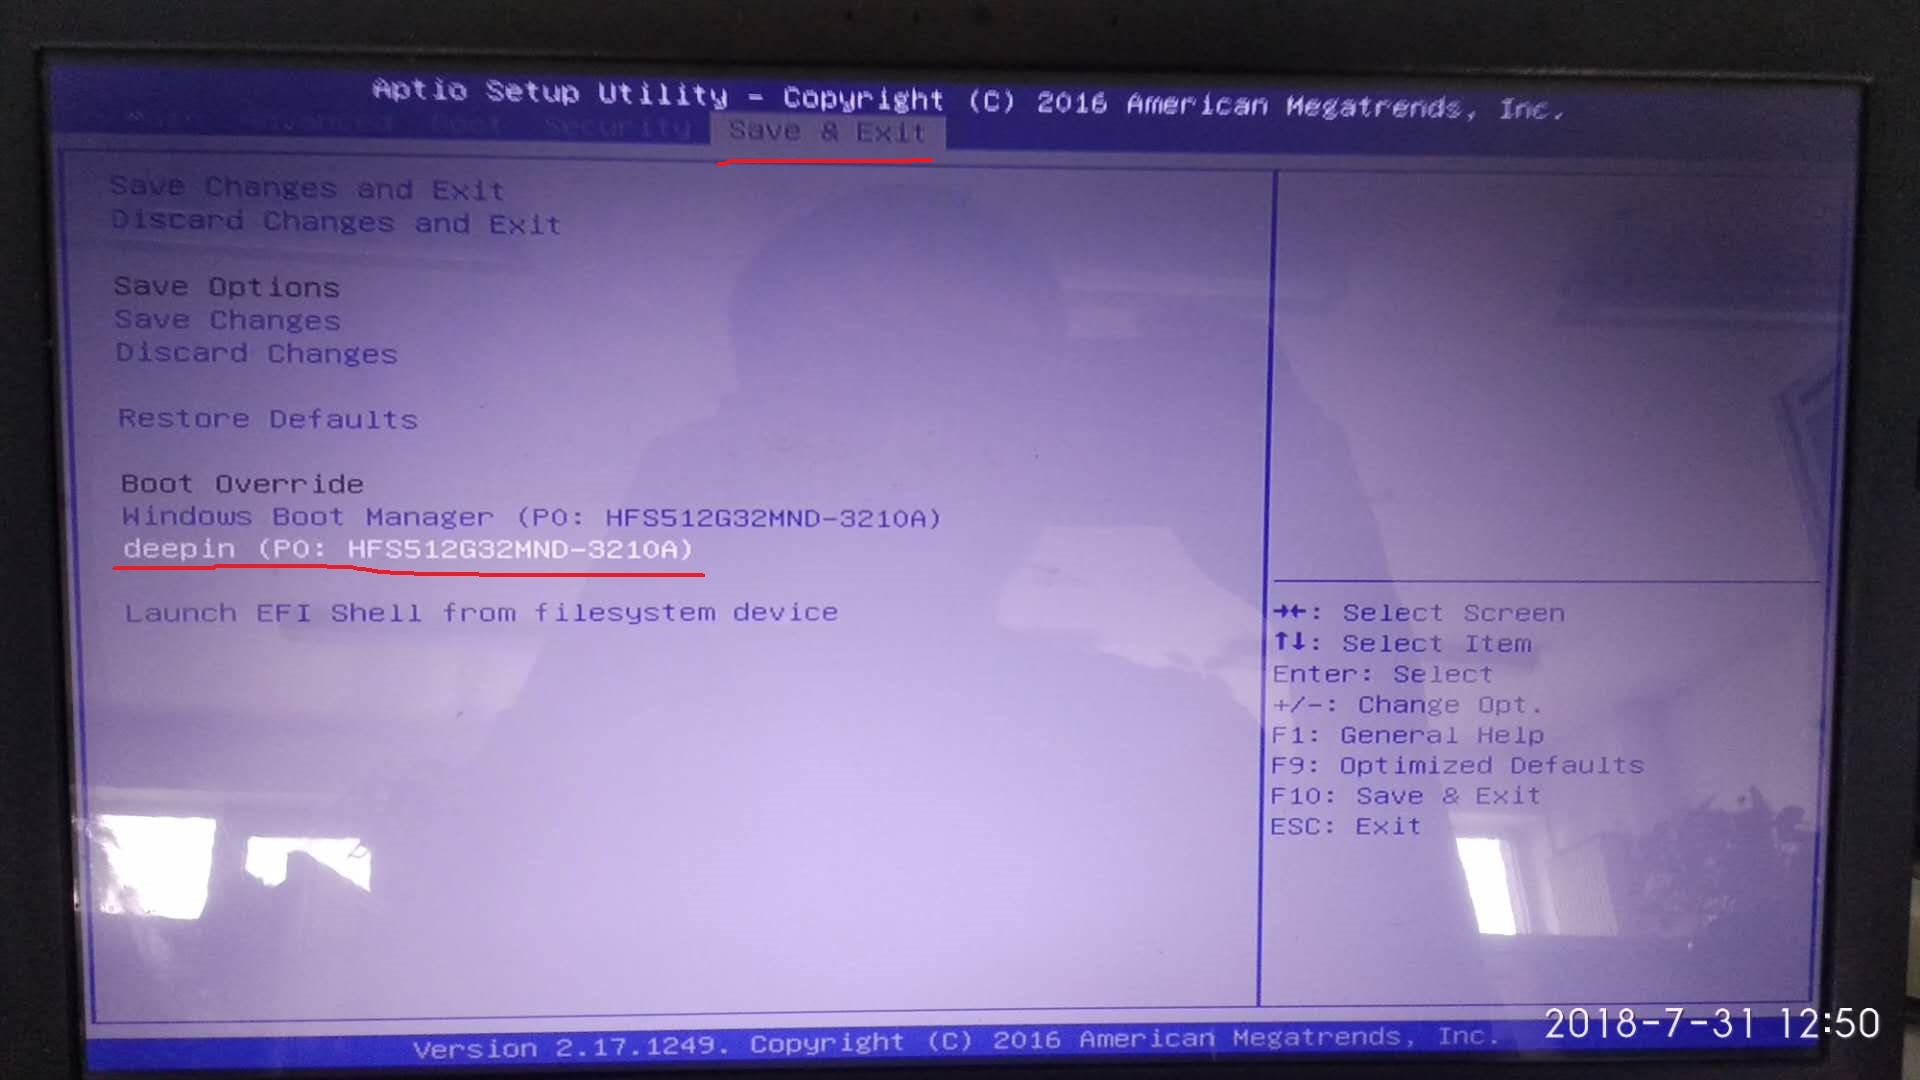 Aptio Setup Utility - Copyright (C) 2016 American Megatrends, Inc.
Main Advanced Boot Security Save & Exit
Save Changes and Exit
Discard Changes and Exit
Save Options
Save Changes
Discard Changes
Restore Defaults
Boot Override
Windows Boot Manager (P0: HFS512G32MND-3210A)
deepin (P0: HFS512G32MND-3210A)
Launch EFI Shell from filesystem device
→←: Select Screen
↑↓: Select Item
Enter: Select
+/-: Change Opt.
F1: General Help
F9: Optimized Defaults
F10: Save & Exit
ESC: Exit
Version 2.17.1249. Copyright (C) 2016 American Megatrends, Inc.
2018-7-31 12:50